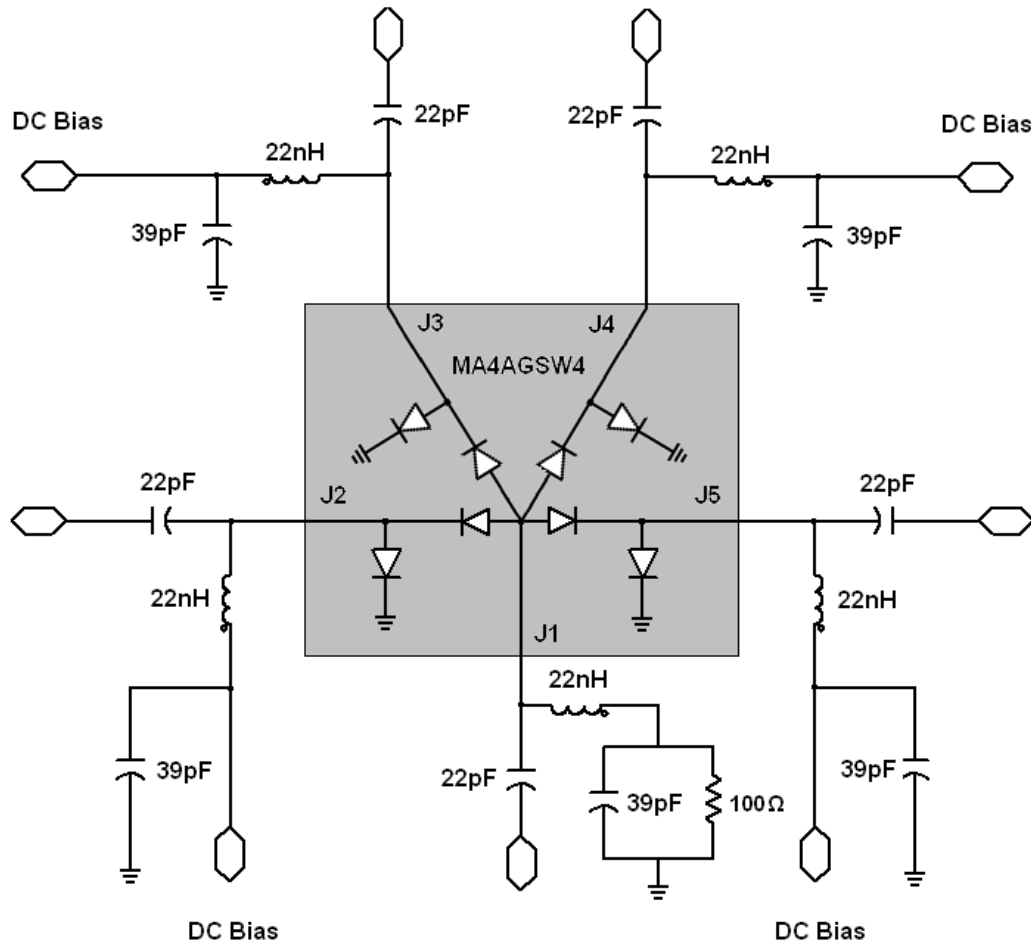 22pF
22pF
DC Bias
DC Bias
22nH
22nH
39pF
39pF
J3
J4
MA4AGSW4
22pF
J2
J5
22pF
22nH
22nH
J1
22nH
39pF
22pF
39pF
100Ω
39pF
DC Bias
DC Bias